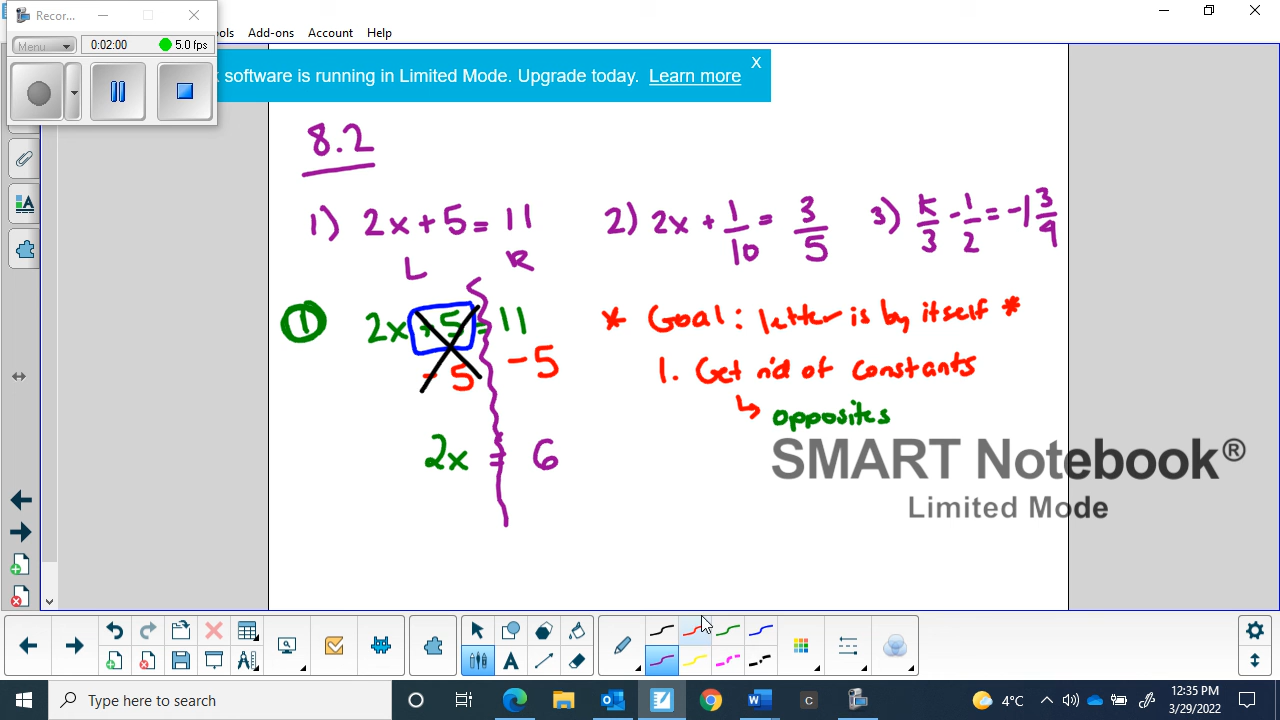 Recor...
Menu 0:02:00 5.0 fps
ols Add-ons Account Help
software is running in Limited Mode. Upgrade today. Learn more X
8.2
1) 2x + 5 = 11 2) 2x + 1/10 = 3/5 3) k/3 - 1/2 = -1 3/9
L R
① 2x + 5 = 11
- 5 - 5
2x = 6
* Goal: letter is by itself *
1. Get rid of constants
↳ opposites
SMART Notebook®
Limited Mode
Type here to search
C
4°C
12:35 PM
3/29/2022